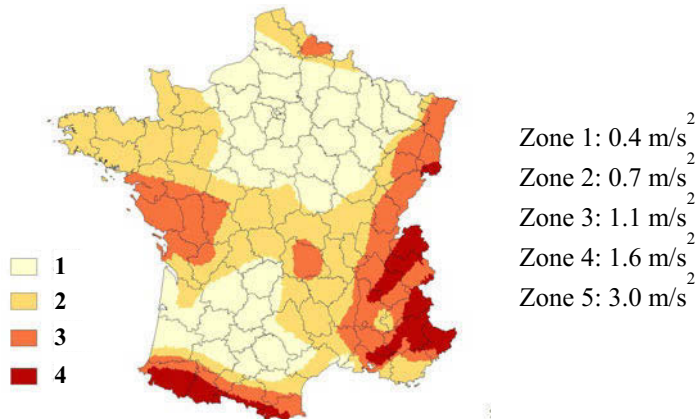 1
2
3
4
Zone 1: 0.4 m/s²
Zone 2: 0.7 m/s²
Zone 3: 1.1 m/s²
Zone 4: 1.6 m/s²
Zone 5: 3.0 m/s²